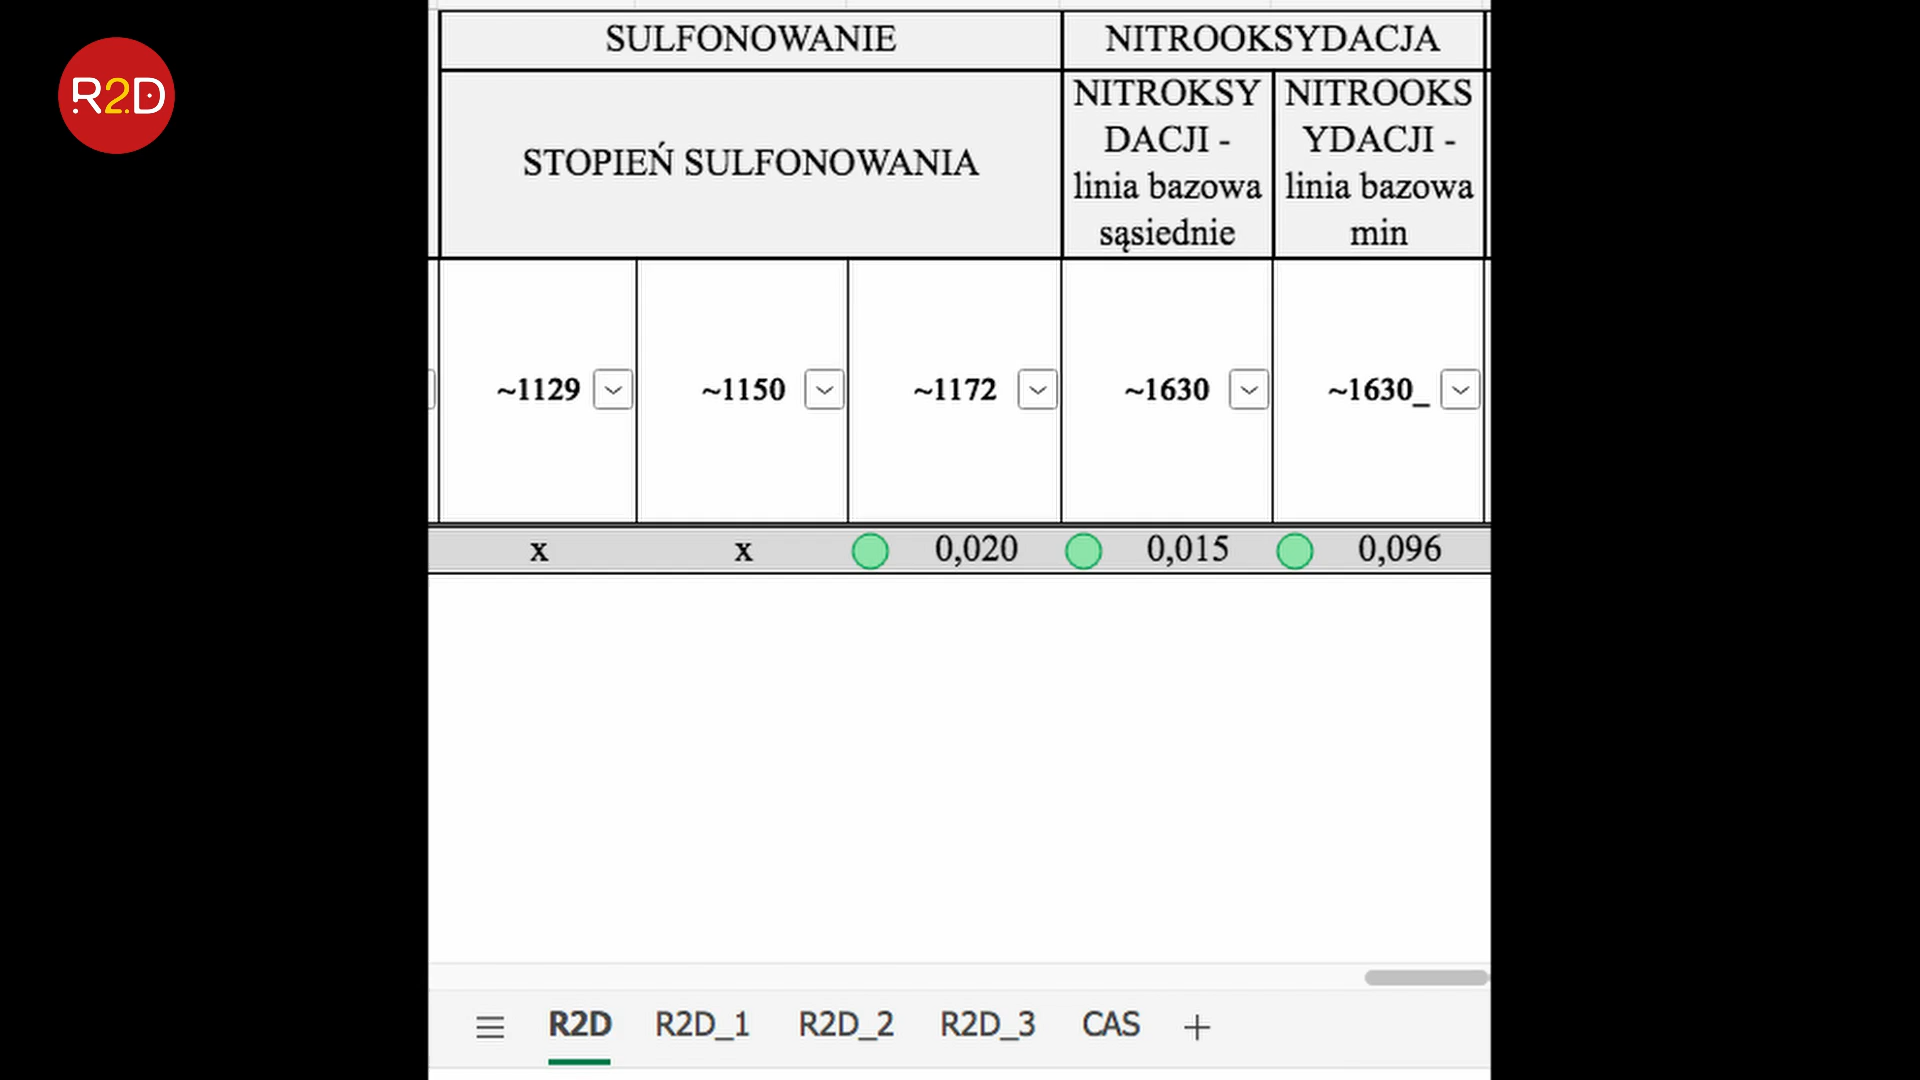 R2D
SULFONOWANIE NITROOKSYDACJA
STOPIEŃ SULFONOWANIA
NITROKSY
DACJI -
linia bazowa
sąsiednie
NITROOKS
YDACJI -
linia bazowa
min
~1129 ~1150 ~1172 ~1630 ~1630_
x x 0,020 0,015 0,096
R2D R2D_1 R2D_2 R2D_3 CAS +